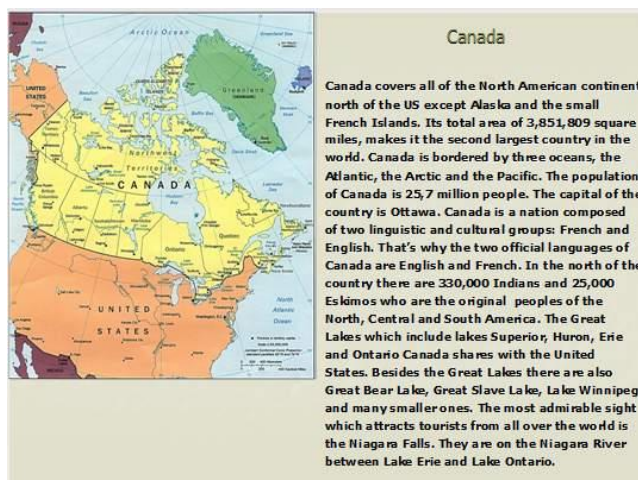 Canada
Canada covers all of the North American continent
north of the US except Alaska and the small
French Islands. Its total area of 3,851,809 square
miles, makes it the second largest country in the
world. Canada is bordered by three oceans, the
Atlantic, the Arctic and the Pacific. The population
of Canada is 25,7 million people. The capital of the
country is Ottawa. Canada is a nation composed
of two linguistic and cultural groups: French and
English. That's why the two official languages of
Canada are English and French. In the north of the
country there are 330,000 Indians and 25,000
Eskimos who are the original peoples of the
North, Central and South America. The Great
Lakes which include lakes Superior, Huron, Erie
and Ontario Canada shares with the United
States. Besides the Great Lakes there are also
Great Bear Lake, Great Slave Lake, Lake Winnipeg
and many smaller ones. The most admirable sight
which attracts tourists from all over the world is
the Niagara Falls. They are on the Niagara River
between Lake Erie and Lake Ontario.
Arctic Ocean
UNITED
STATES
Greenland
Northwest
Territories
CANADA
Alberta
Ontario
Quebec
North
Atlantic
Ocean
UNITED
STATES
MEXICO